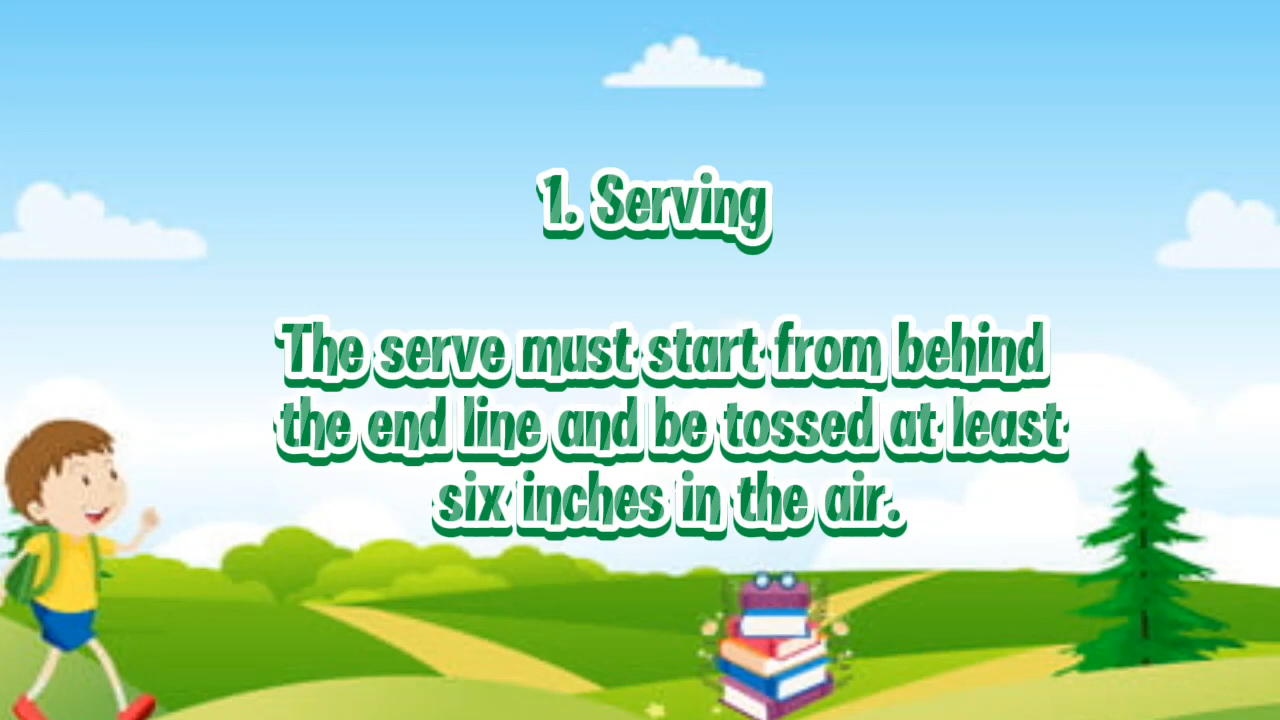 1. Serving
The serve must start from behind
the end line and be tossed at least
six inches in the air.